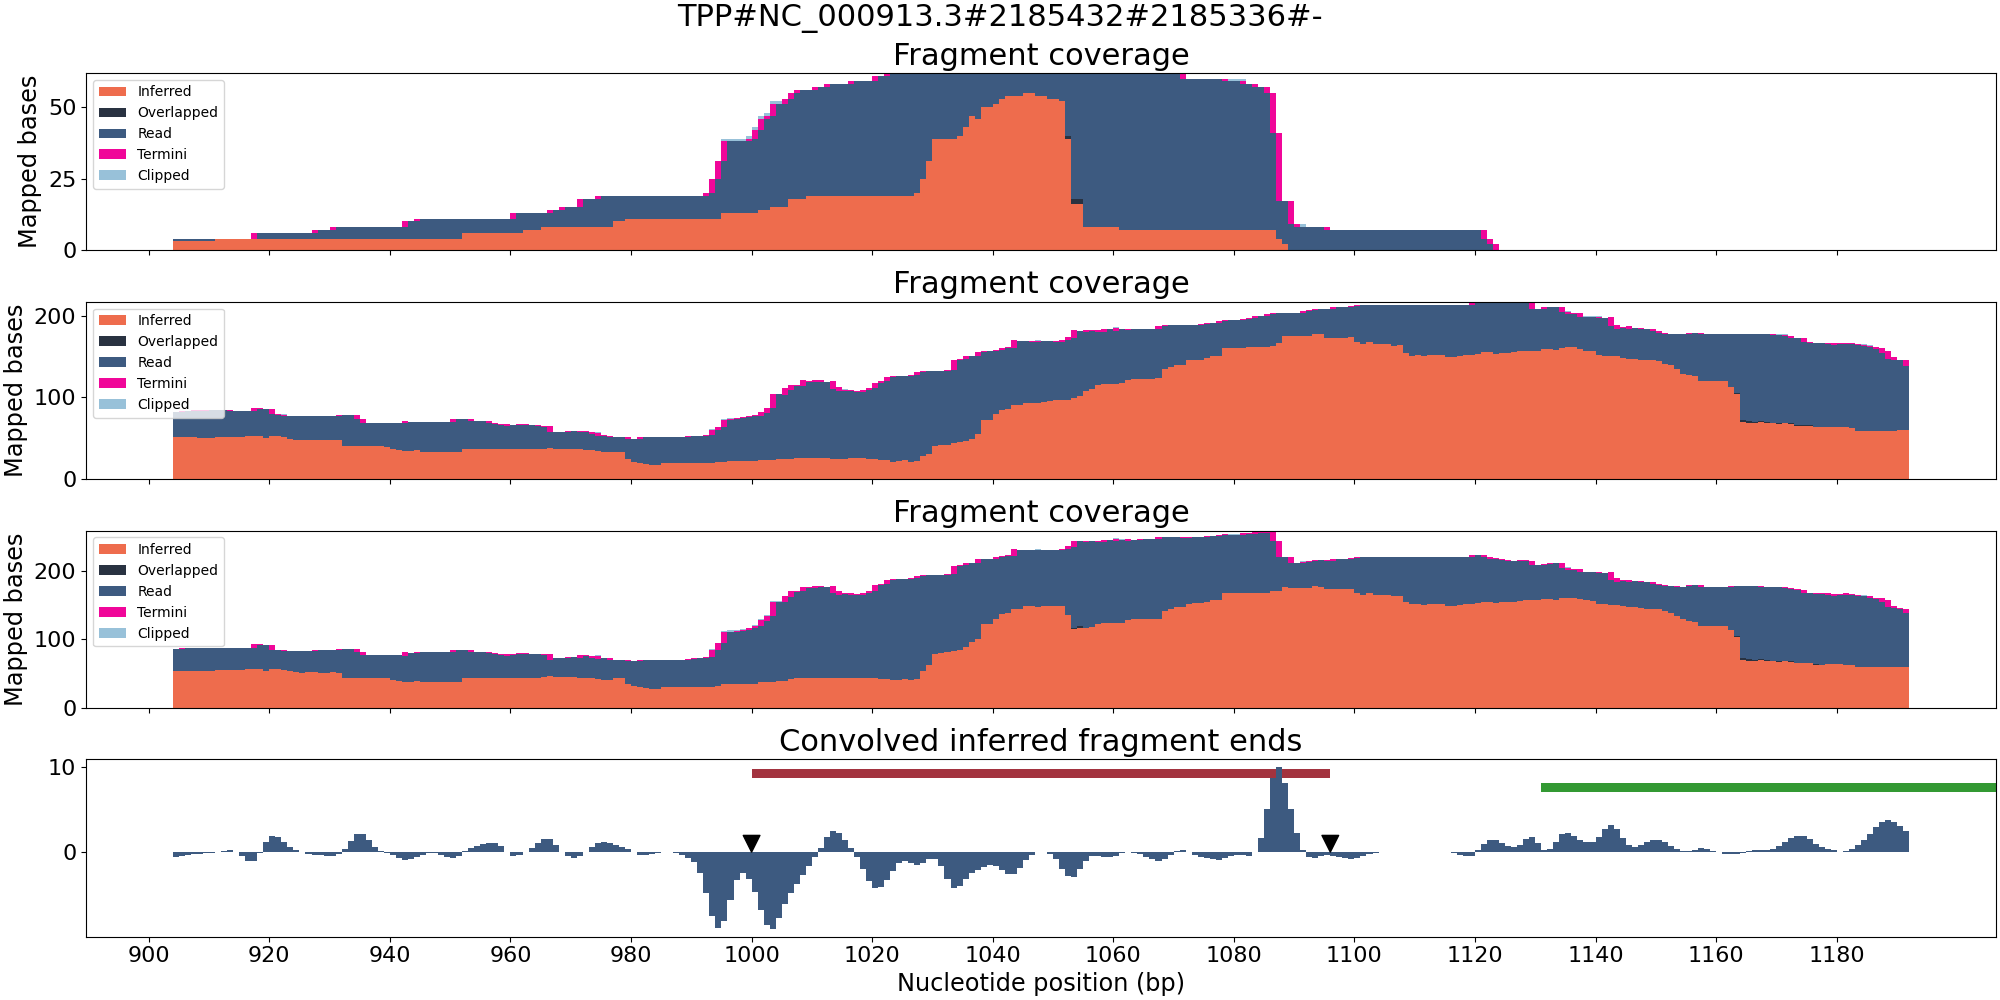 TPP#NC_000913.3#2185432#2185336#-
Fragment coverage
Mapped bases
50
25
0
Inferred
Overlapped
Read
Termini
Clipped
Fragment coverage
Mapped bases
200
100
0
Inferred
Overlapped
Read
Termini
Clipped
Fragment coverage
Mapped bases
200
100
0
Inferred
Overlapped
Read
Termini
Clipped
Convolved inferred fragment ends
10
0
900 920 940 960 980 1000 1020 1040 1060 1080 1100 1120 1140 1160 1180
Nucleotide position (bp)